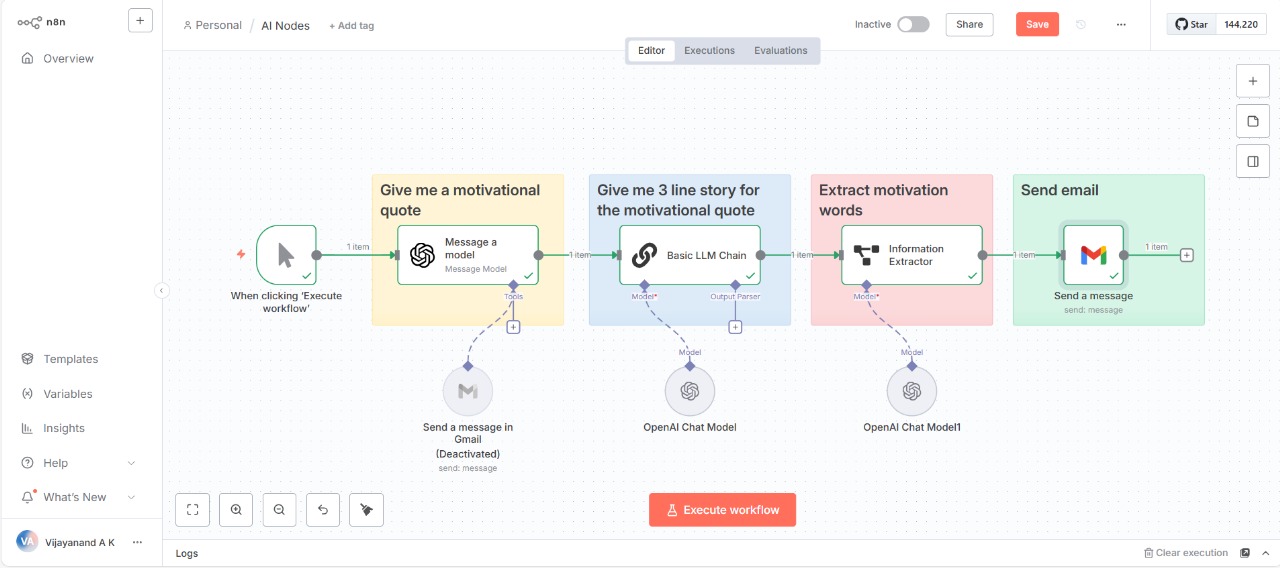 n8n
Personal / AI Nodes + Add tag
Inactive
Share
Save
Star 144,220
Editor Executions Evaluations
Overview
Templates
Variables
Insights
Help
What's New
VA Vijayanand A K
Give me a motivational
quote
Give me 3 line story for
the motivational quote
Extract motivation
words
Send email
When clicking 'Execute
workflow'
1 item
Message a
model
Message Model
Tools
1 item
Basic LLM Chain
Model*
Output Parser
1 item
Information
Extractor
Model*
1 item
Send a message
send: message
1 item
Send a message in
Gmail
(Deactivated)
send: message
Model
OpenAI Chat Model
Model
OpenAI Chat Model1
Execute workflow
Logs
Clear execution